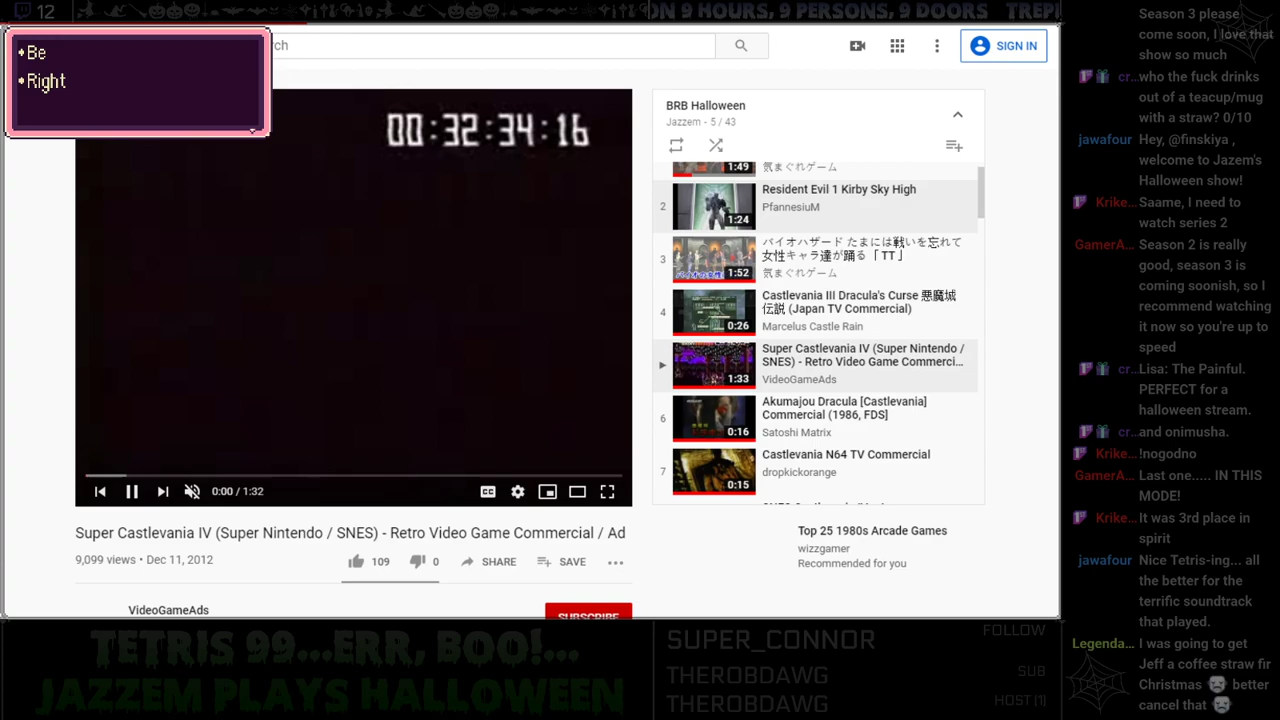 12
ON 9 HOURS, 9 PERSONS, 9 DOORS TREPI
• Be
• Right
ch
SIGN IN
00:32:34:16
0:00 / 1:32
Super Castlevania IV (Super Nintendo / SNES) - Retro Video Game Commercial / Ad
9,099 views • Dec 11, 2012
109
0
SHARE
SAVE
VideoGameAds
SUBSCRIBE
BRB Halloween
Jazzem - 5 / 43
1:49
気まぐれゲーム
2
1:24
Resident Evil 1 Kirby Sky High
PfannesiuM
3
1:52
バイオハザード たまには戦いを忘れて
女性キャラ達が踊る「 TT 」
気まぐれゲーム
4
0:26
Castlevania III Dracula's Curse 悪魔城
伝説 (Japan TV Commercial)
Marcelus Castle Rain
1:33
Super Castlevania IV (Super Nintendo /
SNES) - Retro Video Game Commerci...
VideoGameAds
6
0:16
Akumajou Dracula [Castlevania]
Commercial (1986, FDS)
Satoshi Matrix
7
0:15
Castlevania N64 TV Commercial
dropkickorange
Top 25 1980s Arcade Games
wizzgamer
Recommended for you
TETRIS 99...ERR, BOO!...
JAZZEM PLAYS HALLOWEEN
SUPER_CONNOR
FOLLOW
THEROBDAWG
SUB
THEROBDAWG
HOST (1)
Season 3 please
come soon, I love that
show so much
cr... who the fuck drinks
out of a teacup/mug
with a straw? 0/10
jawafour Hey, @finskiya ,
welcome to Jazem's
Halloween show!
Krike... Saame, I need to
watch series 2
GamerA... Season 2 is really
good, season 3 is
coming soonish, so I
recommend watching
it now so you're up to
speed
cr... Lisa: The Painful.
PERFECT for a
halloween stream.
cr... and onimusha.
Krike... !nogodno
GamerA... Last one..... IN THIS
MODE!
Krike... It was 3rd place in
spirit
jawafour Nice Tetris-ing... all
the better for the
terrific soundtrack
that played.
Legenda... I was going to get
Jeff a coffee straw fir
Christmas better
cancel that